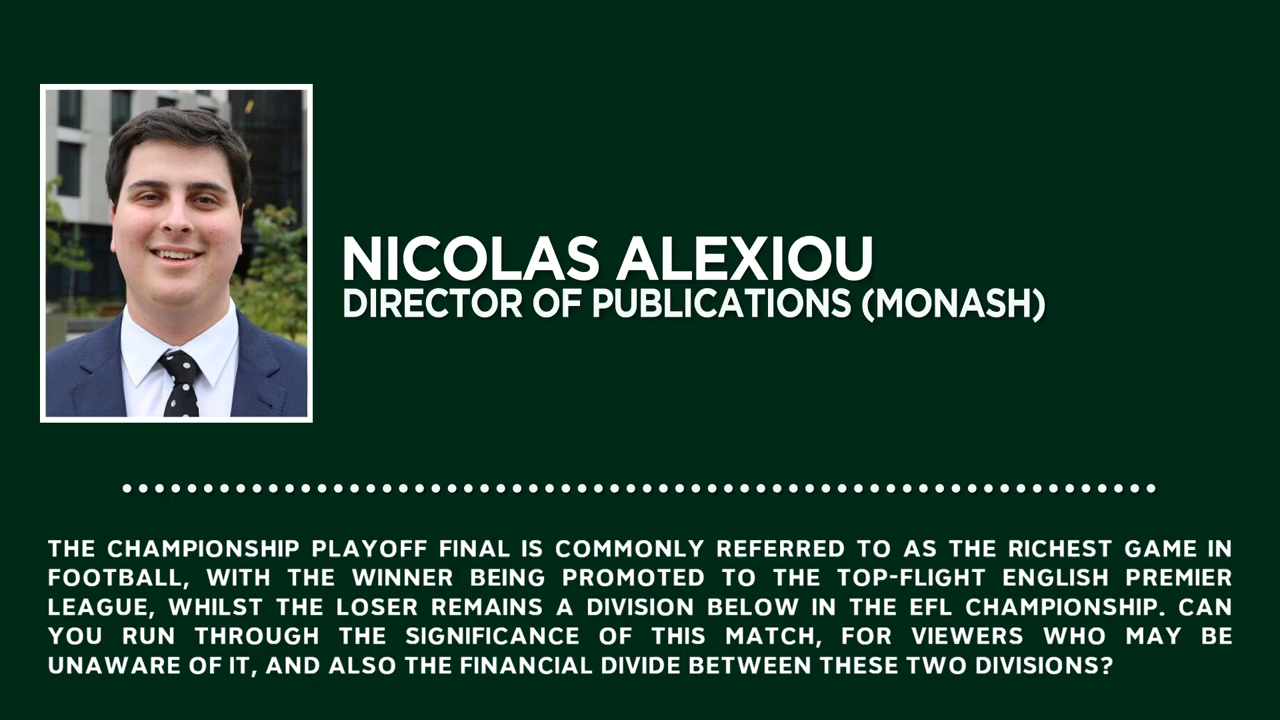 NICOLAS ALEXIOU
DIRECTOR OF PUBLICATIONS (MONASH)
THE CHAMPIONSHIP PLAYOFF FINAL IS COMMONLY REFERRED TO AS THE RICHEST GAME IN
FOOTBALL, WITH THE WINNER BEING PROMOTED TO THE TOP-FLIGHT ENGLISH PREMIER
LEAGUE, WHILST THE LOSER REMAINS A DIVISION BELOW IN THE EFL CHAMPIONSHIP. CAN
YOU RUN THROUGH THE SIGNIFICANCE OF THIS MATCH, FOR VIEWERS WHO MAY BE
UNAWARE OF IT, AND ALSO THE FINANCIAL DIVIDE BETWEEN THESE TWO DIVISIONS?